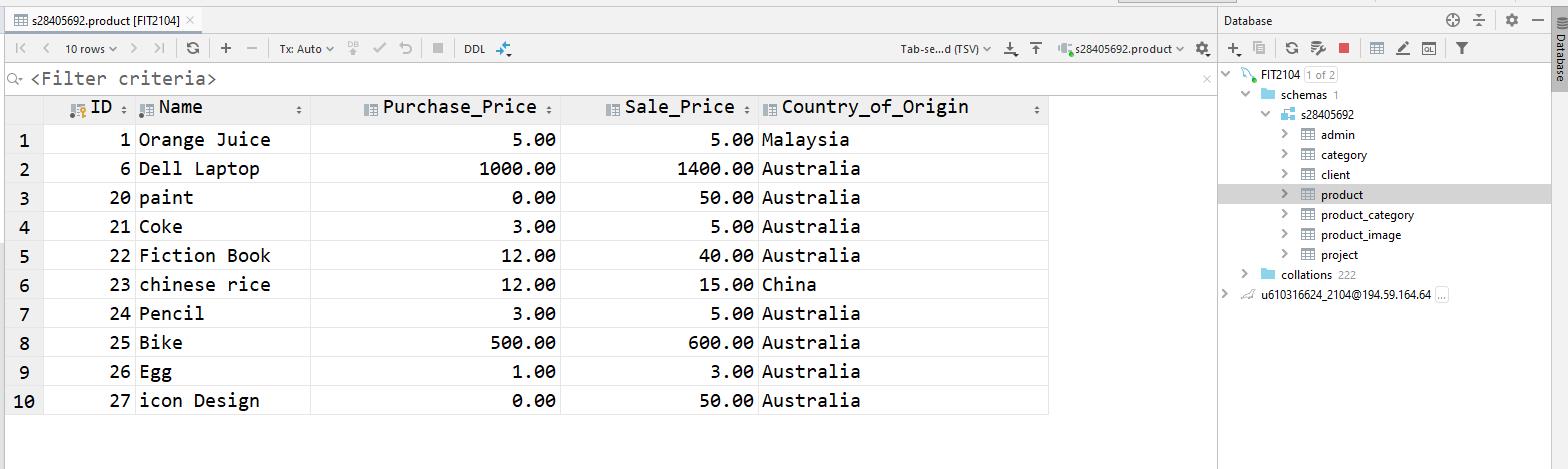 s28405692.product [FIT2104]
10 rows Tx: Auto DB DDL Tab-se...d (TSV) s28405692.product
<Filter criteria>
ID Name Purchase_Price Sale_Price Country_of_Origin
1 1 Orange Juice 5.00 5.00 Malaysia
2 6 Dell Laptop 1000.00 1400.00 Australia
3 20 paint 0.00 50.00 Australia
4 21 Coke 3.00 5.00 Australia
5 22 Fiction Book 12.00 40.00 Australia
6 23 chinese rice 12.00 15.00 China
7 24 Pencil 3.00 5.00 Australia
8 25 Bike 500.00 600.00 Australia
9 26 Egg 1.00 3.00 Australia
10 27 icon Design 0.00 50.00 Australia
Database
QL
FIT2104 1 of 2
schemas 1
s28405692
admin
category
client
product
product_category
product_image
project
collations 222
u610316624_2104@194.59.164.64 ...
Database